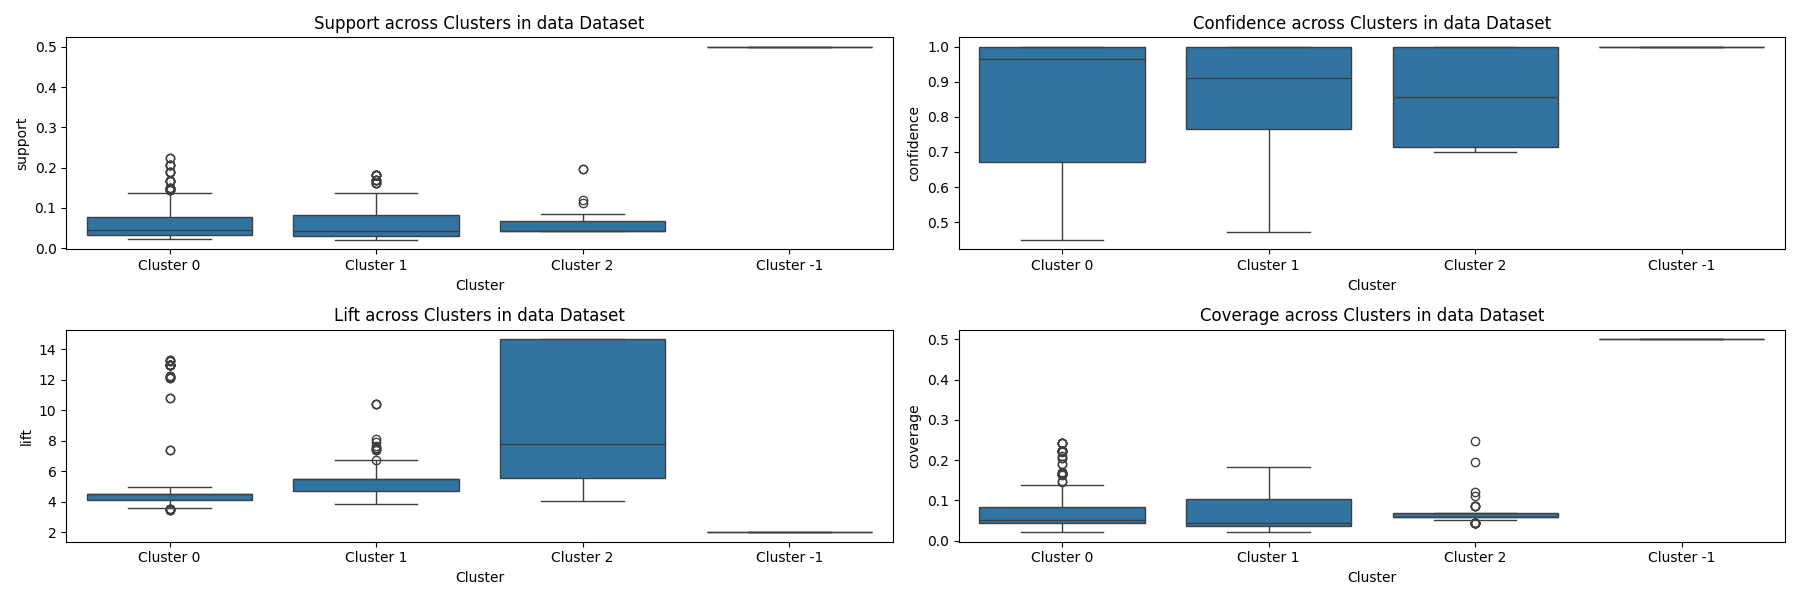 Support across Clusters in data Dataset
support
0.5
0.4
0.3
0.2
0.1
0.0
Cluster 0
Cluster 1
Cluster 2
Cluster -1
Cluster
Confidence across Clusters in data Dataset
confidence
1.0
0.9
0.8
0.7
0.6
0.5
Cluster 0
Cluster 1
Cluster 2
Cluster -1
Cluster
Lift across Clusters in data Dataset
lift
14
12
10
8
6
4
2
Cluster 0
Cluster 1
Cluster 2
Cluster -1
Cluster
Coverage across Clusters in data Dataset
coverage
0.5
0.4
0.3
0.2
0.1
0.0
Cluster 0
Cluster 1
Cluster 2
Cluster -1
Cluster